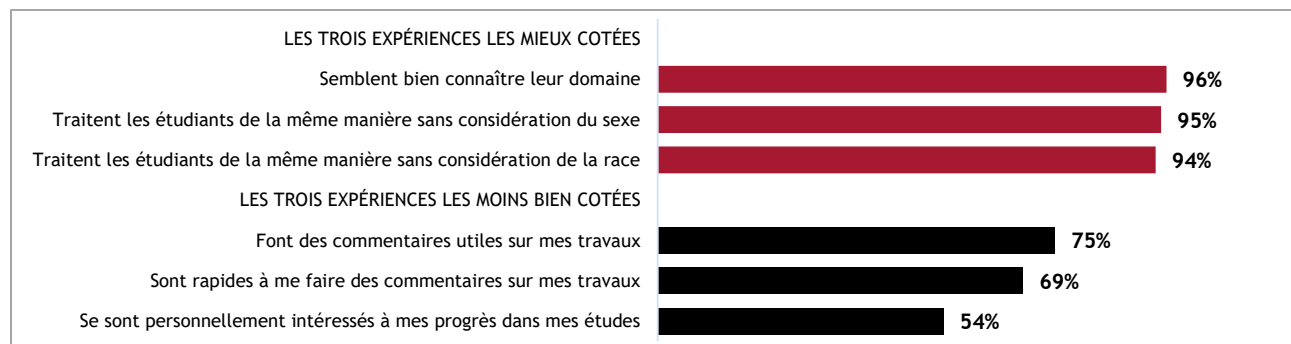 LES TROIS EXPÉRIENCES LES MIEUX COTÉES
Semblent bien connaître leur domaine 96%
Traitent les étudiants de la même manière sans considération du sexe 95%
Traitent les étudiants de la même manière sans considération de la race 94%
LES TROIS EXPÉRIENCES LES MOINS BIEN COTÉES
Font des commentaires utiles sur mes travaux 75%
Sont rapides à me faire des commentaires sur mes travaux 69%
Se sont personnellement intéressés à mes progrès dans mes études 54%